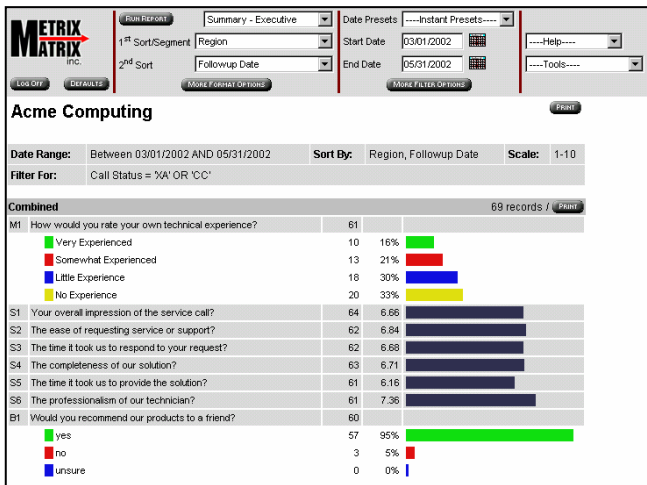 METRIX
MATRIX
inc.
LOG OFF DEFAULTS
RUN REPORT Summary - Executive
1st Sort/Segment Region
2nd Sort Followup Date
MORE FORMAT OPTIONS
Date Presets ----Instant Presets----
Start Date 03/01/2002
End Date 05/31/2002
MORE FILTER OPTIONS
----Help----
----Tools----
Acme Computing PRINT
Date Range: Between 03/01/2002 AND 05/31/2002 Sort By: Region, Followup Date Scale: 1-10
Filter For: Call Status = 'XA' OR 'CC'
Combined 69 records / PRINT
M1 How would you rate your own technical experience? 61
Very Experienced 10 16%
Somewhat Experienced 13 21%
Little Experience 18 30%
No Experience 20 33%
S1 Your overall impression of the service call? 64 6.66
S2 The ease of requesting service or support? 62 6.84
S3 The time it took us to respond to your request? 62 6.68
S4 The completeness of our solution? 63 6.71
S5 The time it took us to provide the solution? 61 6.16
S6 The professionalism of our technician? 61 7.36
B1 Would you recommend our products to a friend? 60
yes 57 95%
no 3 5%
unsure 0 0%